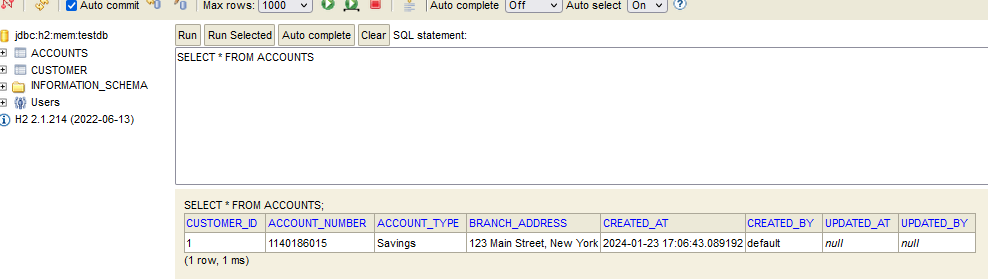 Auto commit Max rows: 1000 Auto complete Off Auto select On ?
jdbc:h2:mem:testdb
ACCOUNTS
CUSTOMER
INFORMATION_SCHEMA
Users
H2 2.1.214 (2022-06-13)
Run Run Selected Auto complete Clear SQL statement:
SELECT * FROM ACCOUNTS
SELECT * FROM ACCOUNTS;
CUSTOMER_ID ACCOUNT_NUMBER ACCOUNT_TYPE BRANCH_ADDRESS CREATED_AT CREATED_BY UPDATED_AT UPDATED_BY
1 1140186015 Savings 123 Main Street, New York 2024-01-23 17:06:43.089192 default null null
(1 row, 1 ms)